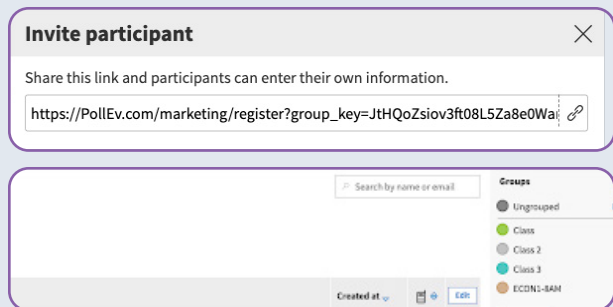 Invite participant
Share this link and participants can enter their own information.
https://PollEv.com/marketing/register?group_key=JtHQoZsiov3ft08L5Za8e0Wa
Search by name or email
Groups
Ungrouped
Class
Class 2
Class 3
ECON1-8AM
Created at
Edit